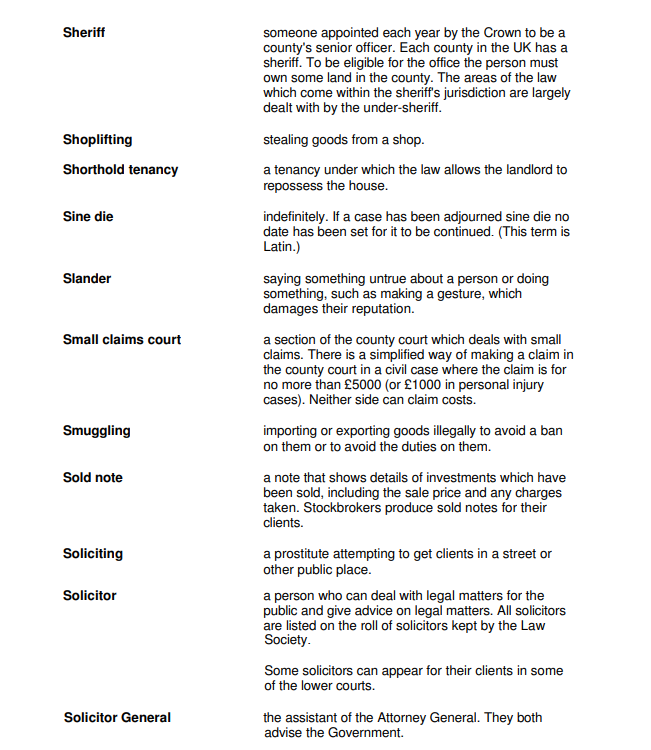 Sheriff someone appointed each year by the Crown to be a
county's senior officer. Each county in the UK has a
sheriff. To be eligible for the office the person must
own some land in the county. The areas of the law
which come within the sheriff's jurisdiction are largely
dealt with by the under-sheriff.
Shoplifting stealing goods from a shop.
Shorthold tenancy a tenancy under which the law allows the landlord to
repossess the house.
Sine die indefinitely. If a case has been adjourned sine die no
date has been set for it to be continued. (This term is
Latin.)
Slander saying something untrue about a person or doing
something, such as making a gesture, which
damages their reputation.
Small claims court a section of the county court which deals with small
claims. There is a simplified way of making a claim in
the county court in a civil case where the claim is for
no more than £5000 (or £1000 in personal injury
cases). Neither side can claim costs.
Smuggling importing or exporting goods illegally to avoid a ban
on them or to avoid the duties on them.
Sold note a note that shows details of investments which have
been sold, including the sale price and any charges
taken. Stockbrokers produce sold notes for their
clients.
Soliciting a prostitute attempting to get clients in a street or
other public place.
Solicitor a person who can deal with legal matters for the
public and give advice on legal matters. All solicitors
are listed on the roll of solicitors kept by the Law
Society.
Some solicitors can appear for their clients in some
of the lower courts.
Solicitor General the assistant of the Attorney General. They both
advise the Government.